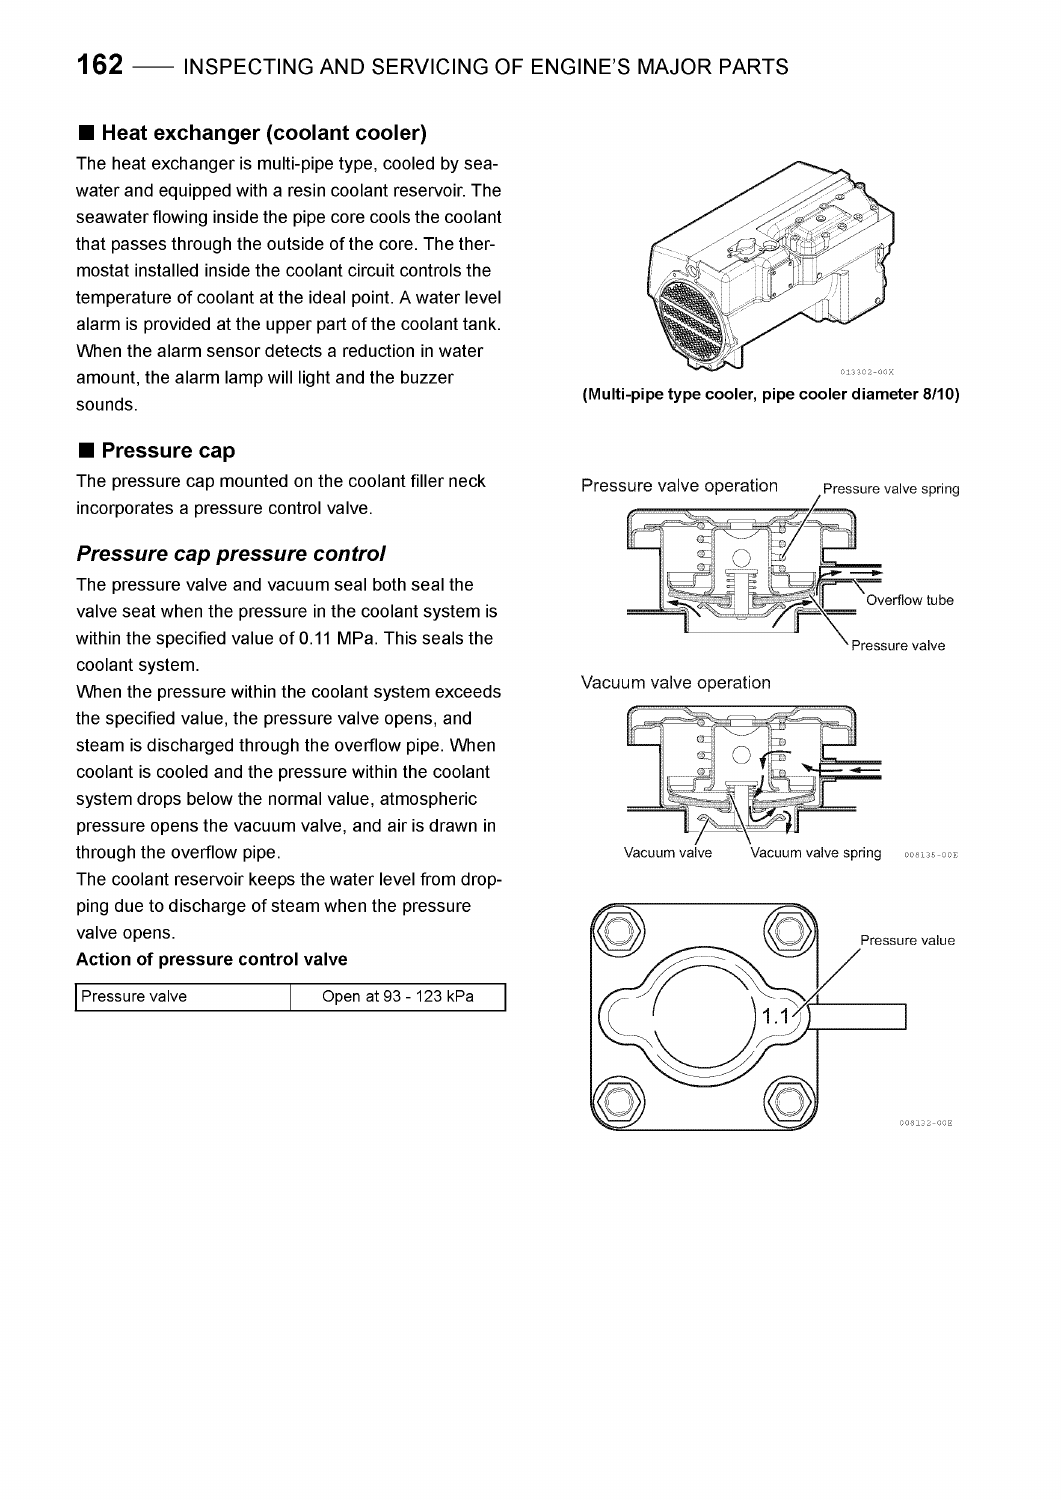 162 — INSPECTING AND SERVICING OF ENGINE'S MAJOR PARTS
■ Heat exchanger (coolant cooler)
The heat exchanger is multi-pipe type, cooled by sea-
water and equipped with a resin coolant reservoir. The
seawater flowing inside the pipe core cools the coolant
that passes through the outside of the core. The ther-
mostat installed inside the coolant circuit controls the
temperature of coolant at the ideal point. A water level
alarm is provided at the upper part of the coolant tank.
When the alarm sensor detects a reduction in water
amount, the alarm lamp will light and the buzzer
sounds.
013302-00X
(Multi-pipe type cooler, pipe cooler diameter 8/10)
■ Pressure cap
The pressure cap mounted on the coolant filler neck
incorporates a pressure control valve.
Pressure cap pressure control
The pressure valve and vacuum seal both seal the
valve seat when the pressure in the coolant system is
within the specified value of 0.11 MPa. This seals the
coolant system.
When the pressure within the coolant system exceeds
the specified value, the pressure valve opens, and
steam is discharged through the overflow pipe. When
coolant is cooled and the pressure within the coolant
system drops below the normal value, atmospheric
pressure opens the vacuum valve, and air is drawn in
through the overflow pipe.
The coolant reservoir keeps the water level from drop-
ping due to discharge of steam when the pressure
valve opens.
Action of pressure control valve
Pressure valve Open at 93 - 123 kPa
Pressure valve operation
Pressure valve spring
Overflow tube
Pressure valve
Vacuum valve operation
Vacuum valve Vacuum valve spring 008135-00E
Pressure value
1.1
008132-00E